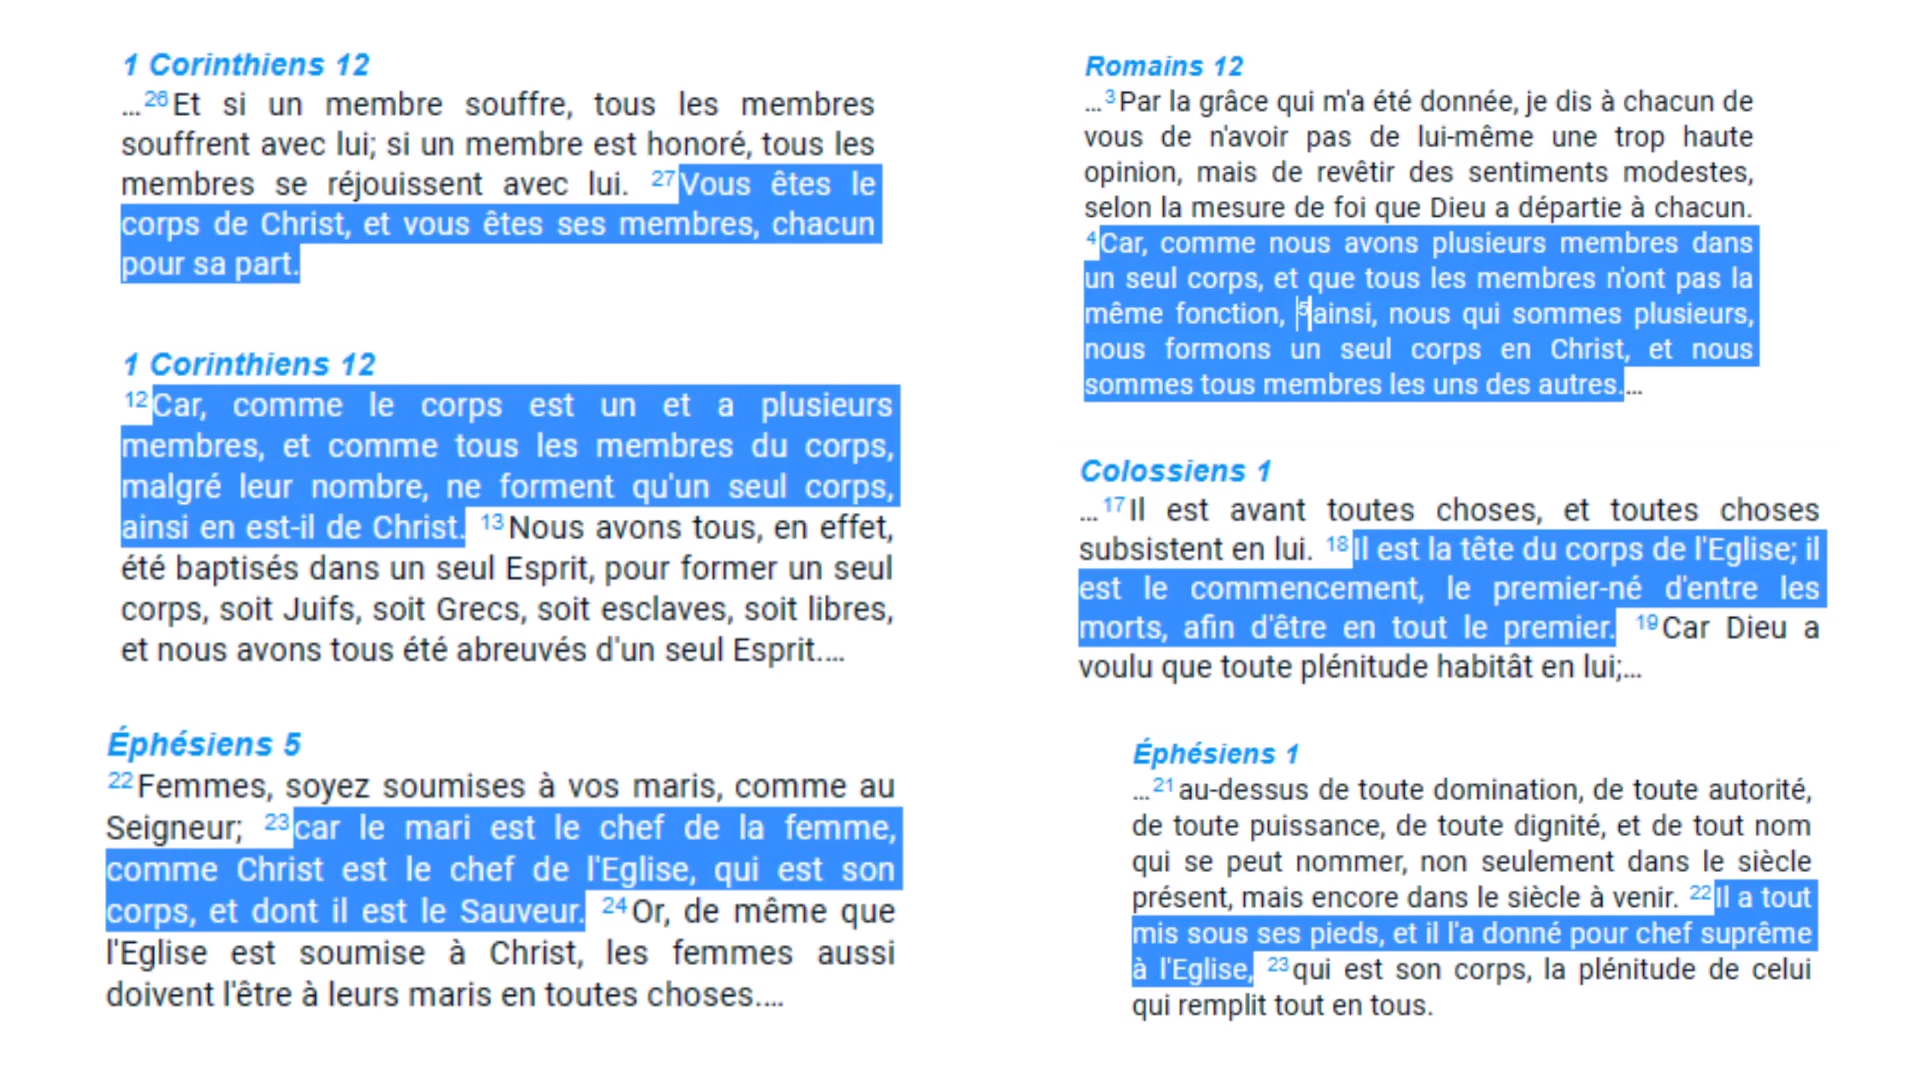 1 Corinthiens 12
...26Et si un membre souffre, tous les membres
souffrent avec lui; si un membre est honoré, tous les
membres se réjouissent avec lui. 27Vous êtes le
corps de Christ, et vous êtes ses membres, chacun
pour sa part.
1 Corinthiens 12
12Car, comme le corps est un et a plusieurs
membres, et comme tous les membres du corps,
malgré leur nombre, ne forment qu'un seul corps,
ainsi en est-il de Christ. 13Nous avons tous, en effet,
été baptisés dans un seul Esprit, pour former un seul
corps, soit Juifs, soit Grecs, soit esclaves, soit libres,
et nous avons tous été abreuvés d'un seul Esprit....
Éphésiens 5
22Femmes, soyez soumises à vos maris, comme au
Seigneur; 23car le mari est le chef de la femme,
comme Christ est le chef de l'Eglise, qui est son
corps, et dont il est le Sauveur. 24Or, de même que
l'Eglise est soumise à Christ, les femmes aussi
doivent l'être à leurs maris en toutes choses....
Romains 12
...3Par la grâce qui m'a été donnée, je dis à chacun de
vous de n'avoir pas de lui-même une trop haute
opinion, mais de revêtir des sentiments modestes,
selon la mesure de foi que Dieu a départie à chacun.
4Car, comme nous avons plusieurs membres dans
un seul corps, et que tous les membres n'ont pas la
même fonction, 5ainsi, nous qui sommes plusieurs,
nous formons un seul corps en Christ, et nous
sommes tous membres les uns des autres....
Colossiens 1
...17Il est avant toutes choses, et toutes choses
subsistent en lui. 18Il est la tête du corps de l'Eglise; il
est le commencement, le premier-né d'entre les
morts, afin d'être en tout le premier. 19Car Dieu a
voulu que toute plénitude habitât en lui;...
Éphésiens 1
...21au-dessus de toute domination, de toute autorité,
de toute puissance, de toute dignité, et de tout nom
qui se peut nommer, non seulement dans le siècle
présent, mais encore dans le siècle à venir. 22Il a tout
mis sous ses pieds, et il l'a donné pour chef suprême
à l'Eglise, 23qui est son corps, la plénitude de celui
qui remplit tout en tous.